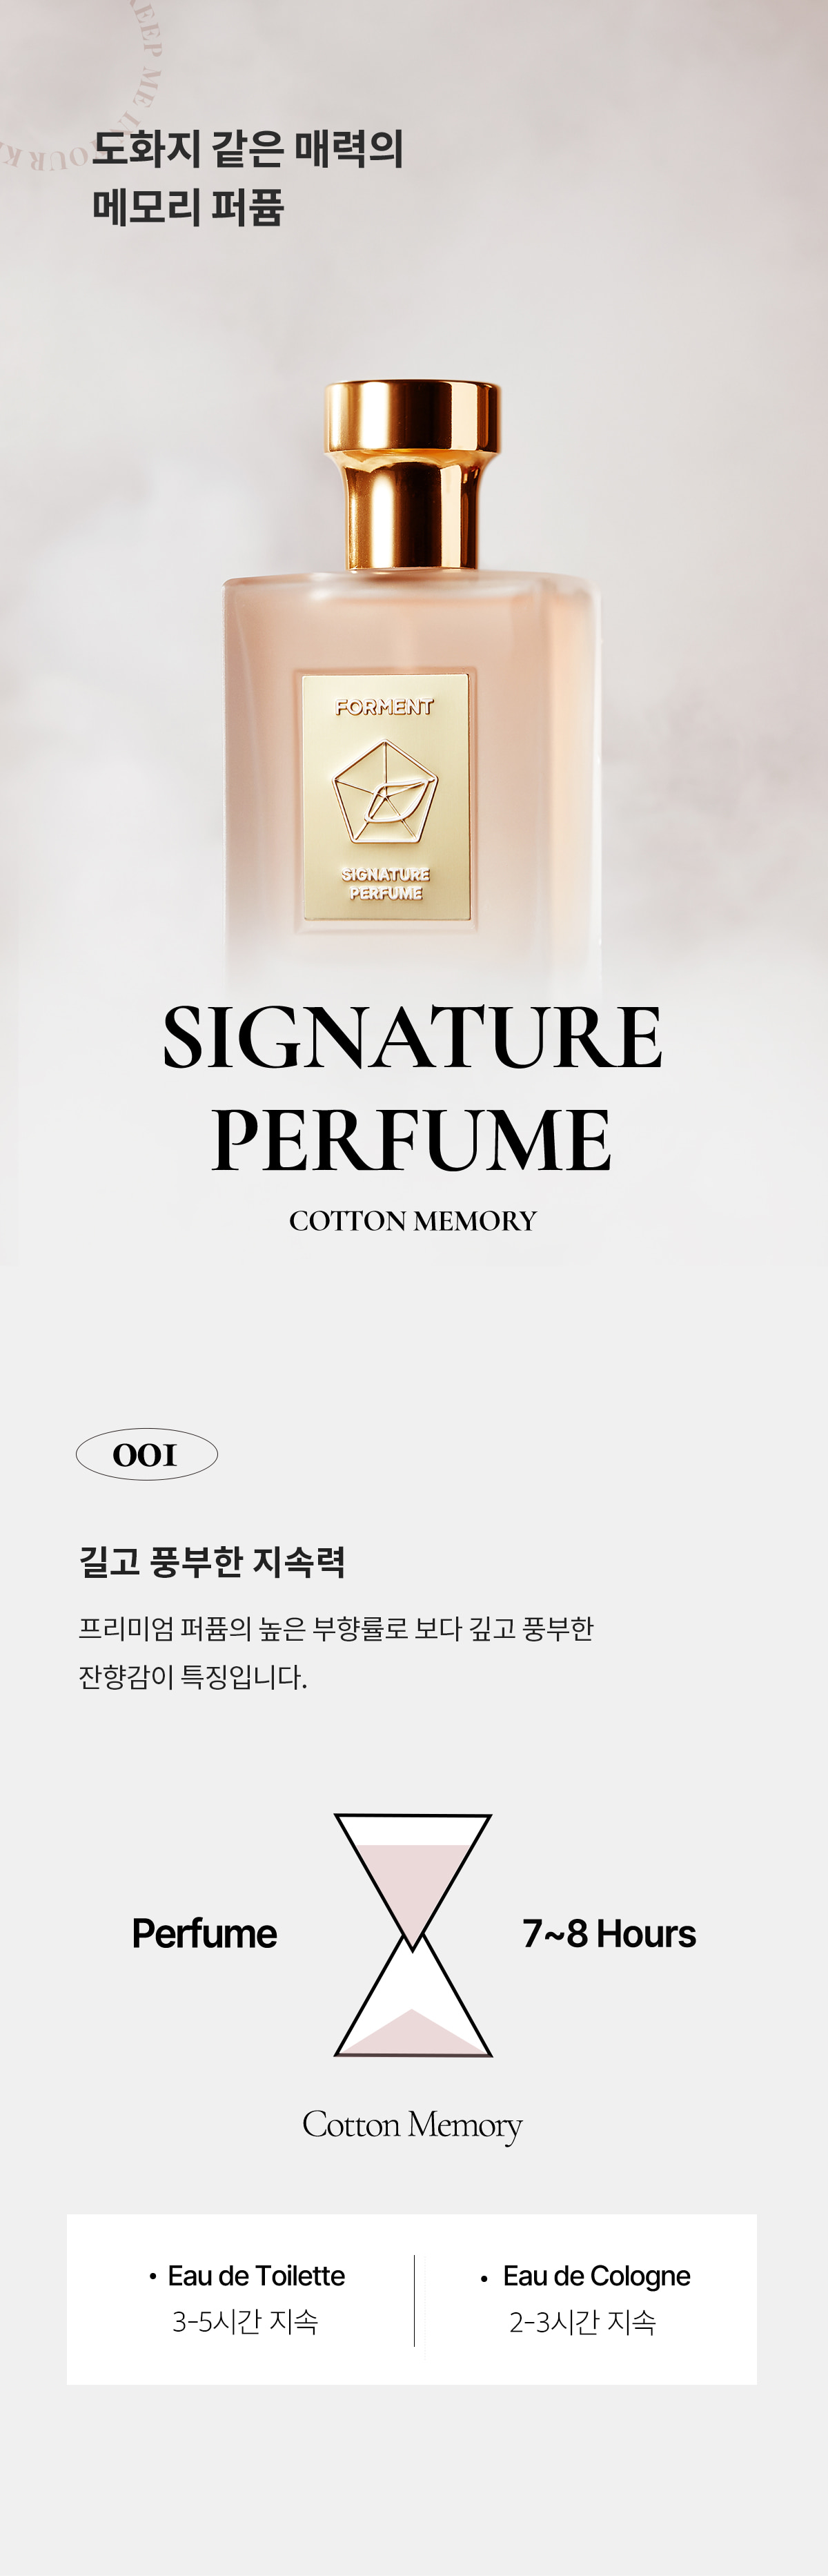 KEEP ME IN YOUR
도화지 같은 매력의
메모리 퍼퓸
FORMENT
SIGNATURE
PERFUME
SIGNATURE
PERFUME
COTTON MEMORY
001
길고 풍부한 지속력
프리미엄 퍼퓸의 높은 부향률로 보다 깊고 풍부한
잔향감이 특징입니다.
Perfume
7~8 Hours
Cotton Memory
• Eau de Toilette
3-5시간 지속
• Eau de Cologne
2-3시간 지속